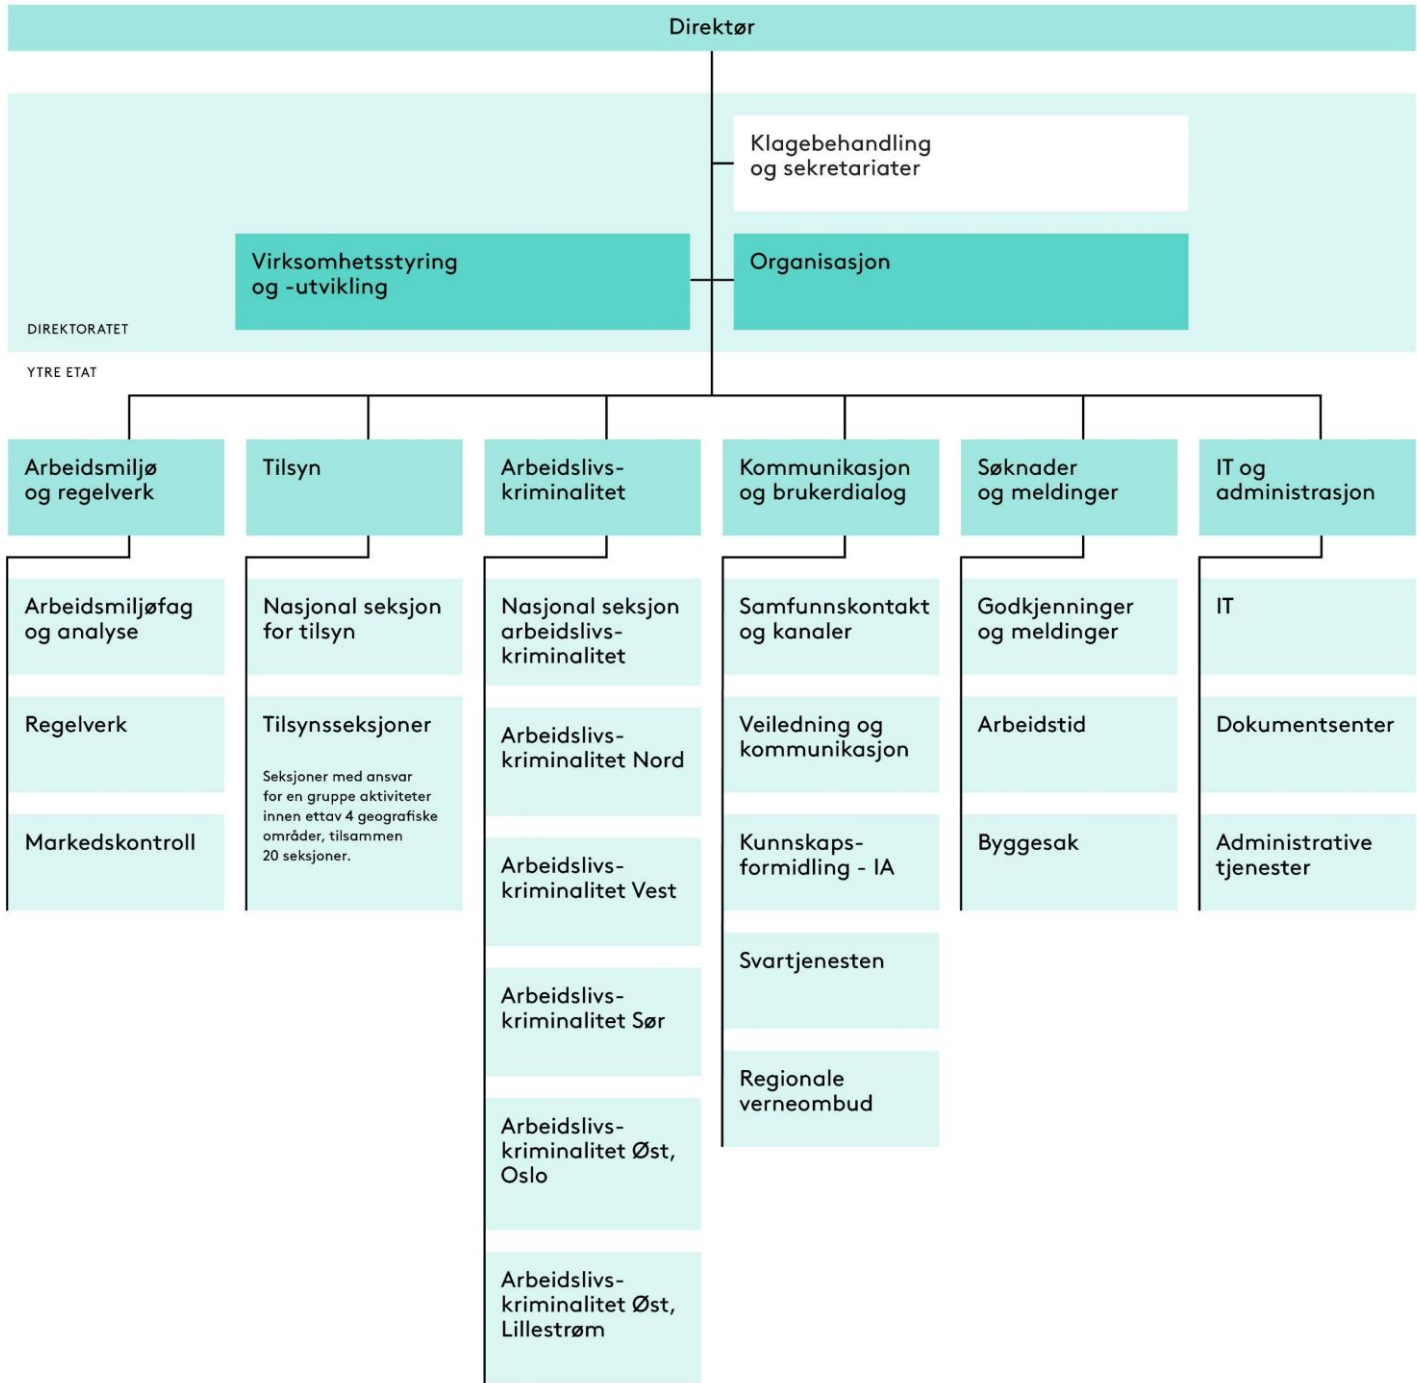 Direktør
Klagebehandling
og sekretariater
Virksomhetsstyring
og -utvikling
Organisasjon
DIREKTORATET
YTRE ETAT
Arbeidsmiljø
og regelverk
Tilsyn
Arbeidslivs-
kriminalitet
Kommunikasjon
og brukerdialog
Søknader
og meldinger
IT og
administrasjon
Arbeidsmiljøfag
og analyse
Regelverk
Markedskontroll
Nasjonal seksjon
for tilsyn
Tilsynsseksjoner
Seksjoner med ansvar
for en gruppe aktiviteter
innen ettav 4 geografiske
områder, tilsammen
20 seksjoner.
Nasjonal seksjon
arbeidslivs-
kriminalitet
Arbeidslivs-
kriminalitet Nord
Arbeidslivs-
kriminalitet Vest
Arbeidslivs-
kriminalitet Sør
Arbeidslivs-
kriminalitet Øst,
Oslo
Arbeidslivs-
kriminalitet Øst,
Lillestrøm
Samfunnskontakt
og kanaler
Veiledning og
kommunikasjon
Kunnskaps-
formidling - IA
Svartjenesten
Regionale
verneombud
Godkjenninger
og meldinger
Arbeidstid
Byggesak
IT
Dokumentsenter
Administrative
tjenester